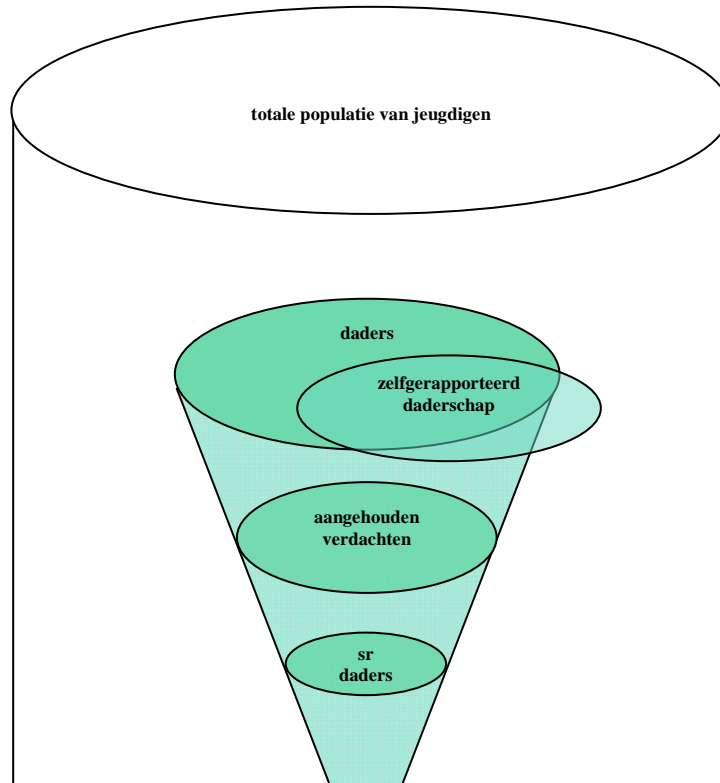 totale populatie van jeugdigen
daders
zelfgerapporteerd
daderschap
aangehouden
verdachten
sr
daders